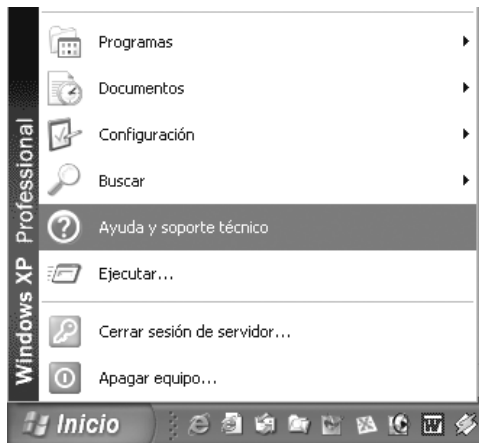 Programas
Documentos
Configuración
Buscar
Ayuda y soporte técnico
Ejecutar...
Cerrar sesión de servidor...
Apagar equipo...
Windows XP Professional
Inicio
W